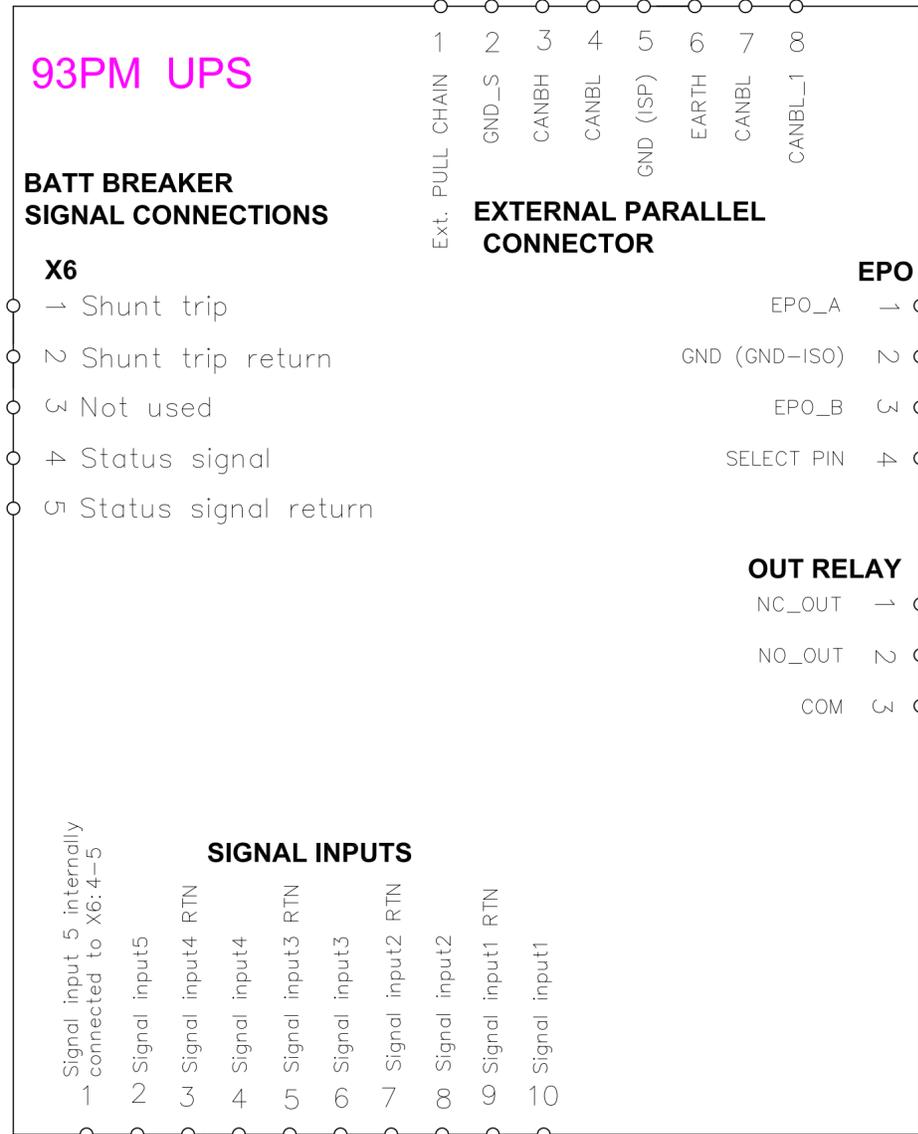 1 2 3 4 5 6 7 8
Ext. PULL CHAIN
GND_S
CANBH
CANBL
GND (ISP)
EARTH
CANBL
CANBL_1
93PM UPS
BATT BREAKER
SIGNAL CONNECTIONS
EXTERNAL PARALLEL
CONNECTOR
X6
1 Shunt trip
2 Shunt trip return
3 Not used
4 Status signal
5 Status signal return
EPO
EPO_A 1
GND (GND-ISO) 2
EPO_B 3
SELECT PIN 4
OUT RELAY
NC_OUT 1
NO_OUT 2
COM 3
SIGNAL INPUTS
Signal input 5 internally
connected to X6:4-5
Signal input5
Signal input4 RTN
Signal input4
Signal input3 RTN
Signal input3
Signal input2 RTN
Signal input2
Signal input1 RTN
Signal input1
1 2 3 4 5 6 7 8 9 10